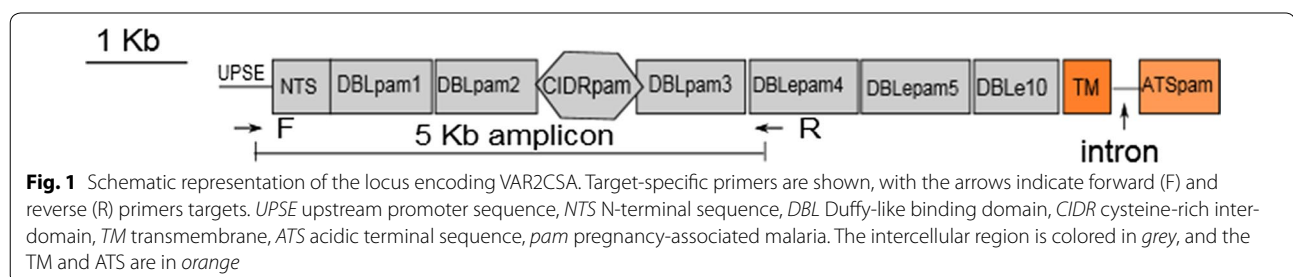 1 Kb
UPSE NTS DBLpam1 DBLpam2 CIDRpam DBLpam3 DBLepam4 DBLepam5 DBLe10 TM ATSpam
F 5 Kb amplicon R
intron
Fig. 1 Schematic representation of the locus encoding VAR2CSA. Target-specific primers are shown, with the arrows indicate forward (F) and
reverse (R) primers targets. UPSE upstream promoter sequence, NTS N-terminal sequence, DBL Duffy-like binding domain, CIDR cysteine-rich inter-
domain, TM transmembrane, ATS acidic terminal sequence, pam pregnancy-associated malaria. The intercellular region is colored in grey, and the
TM and ATS are in orange